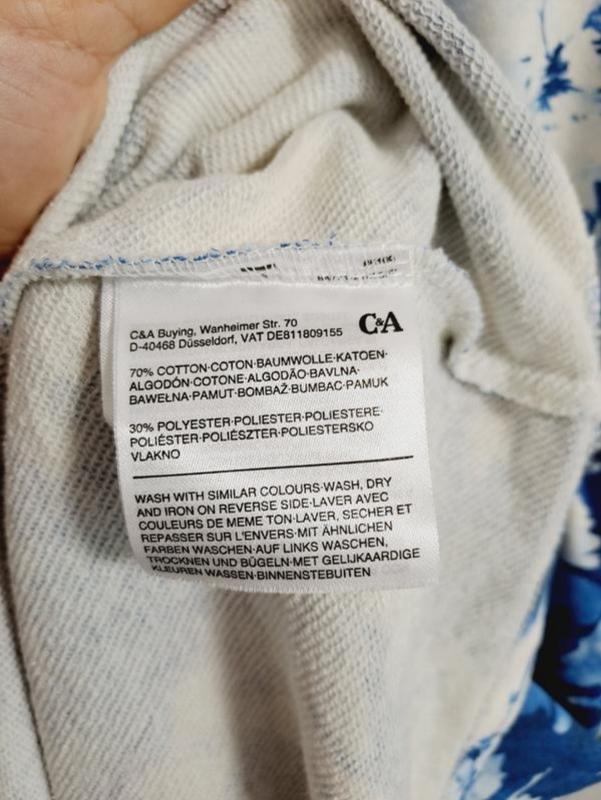 C&A Buying, Wanheimer Str. 70
D-40468 Düsseldorf, VAT DE811809155
C&A
70% COTTON·COTON·BAUMWOLLE·KATOEN·
ALGODÓN·COTONE·ALGODÃO·BAVLNA·
BAWEŁNA·PAMUT·BOMBAŽ·BUMBAC·PAMUK
30% POLYESTER·POLIESTER·POLIESTERE·
POLIÉSTER·POLIÉSZTER·POLIESTERSKO
VLAKNO
WASH WITH SIMILAR COLOURS·WASH, DRY
AND IRON ON REVERSE SIDE·LAVER AVEC
COULEURS DE MEME TON·LAVER, SECHER ET
REPASSER SUR L'ENVERS·MIT ÄHNLICHEN
FARBEN WASCHEN·AUF LINKS WASCHEN,
TROCKNEN UND BÜGELN·MET GELIJKAARDIGE
KLEUREN WASSEN·BINNENSTEBUITEN